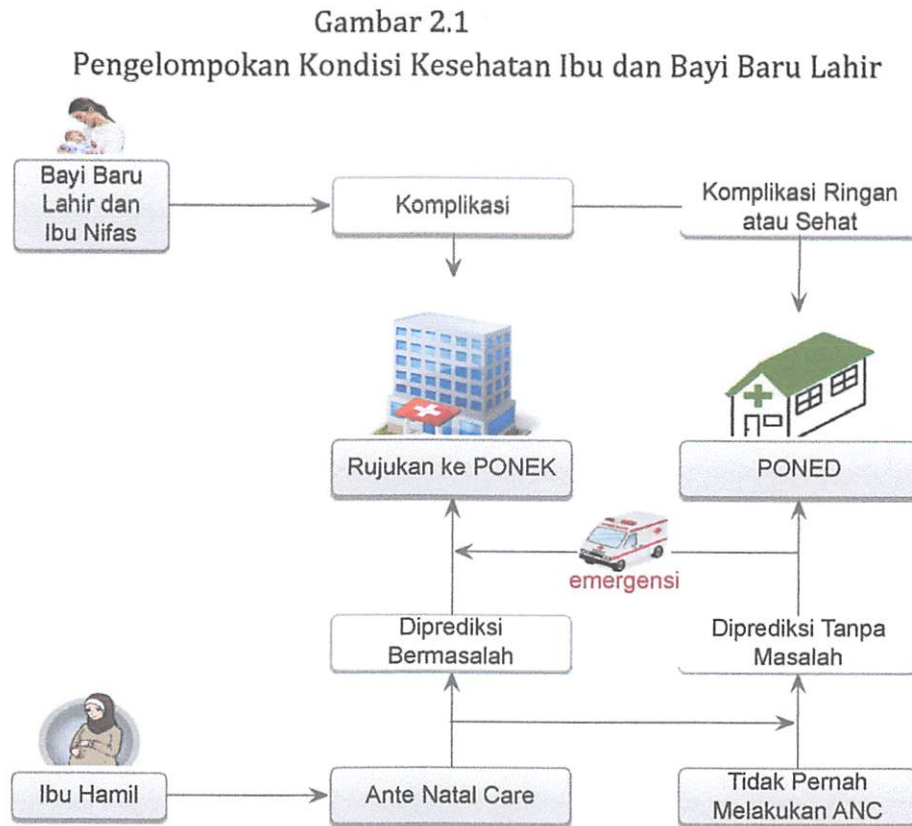 Gambar 2.1
Pengelompokan Kondisi Kesehatan Ibu dan Bayi Baru Lahir
Bayi Baru
Lahir dan
Ibu Nifas
Komplikasi
Komplikasi Ringan
atau Sehat
Rujukan ke PONEK
PONED
emergensi
Diprediksi
Bermasalah
Diprediksi Tanpa
Masalah
Ibu Hamil
Ante Natal Care
Tidak Pernah
Melakukan ANC